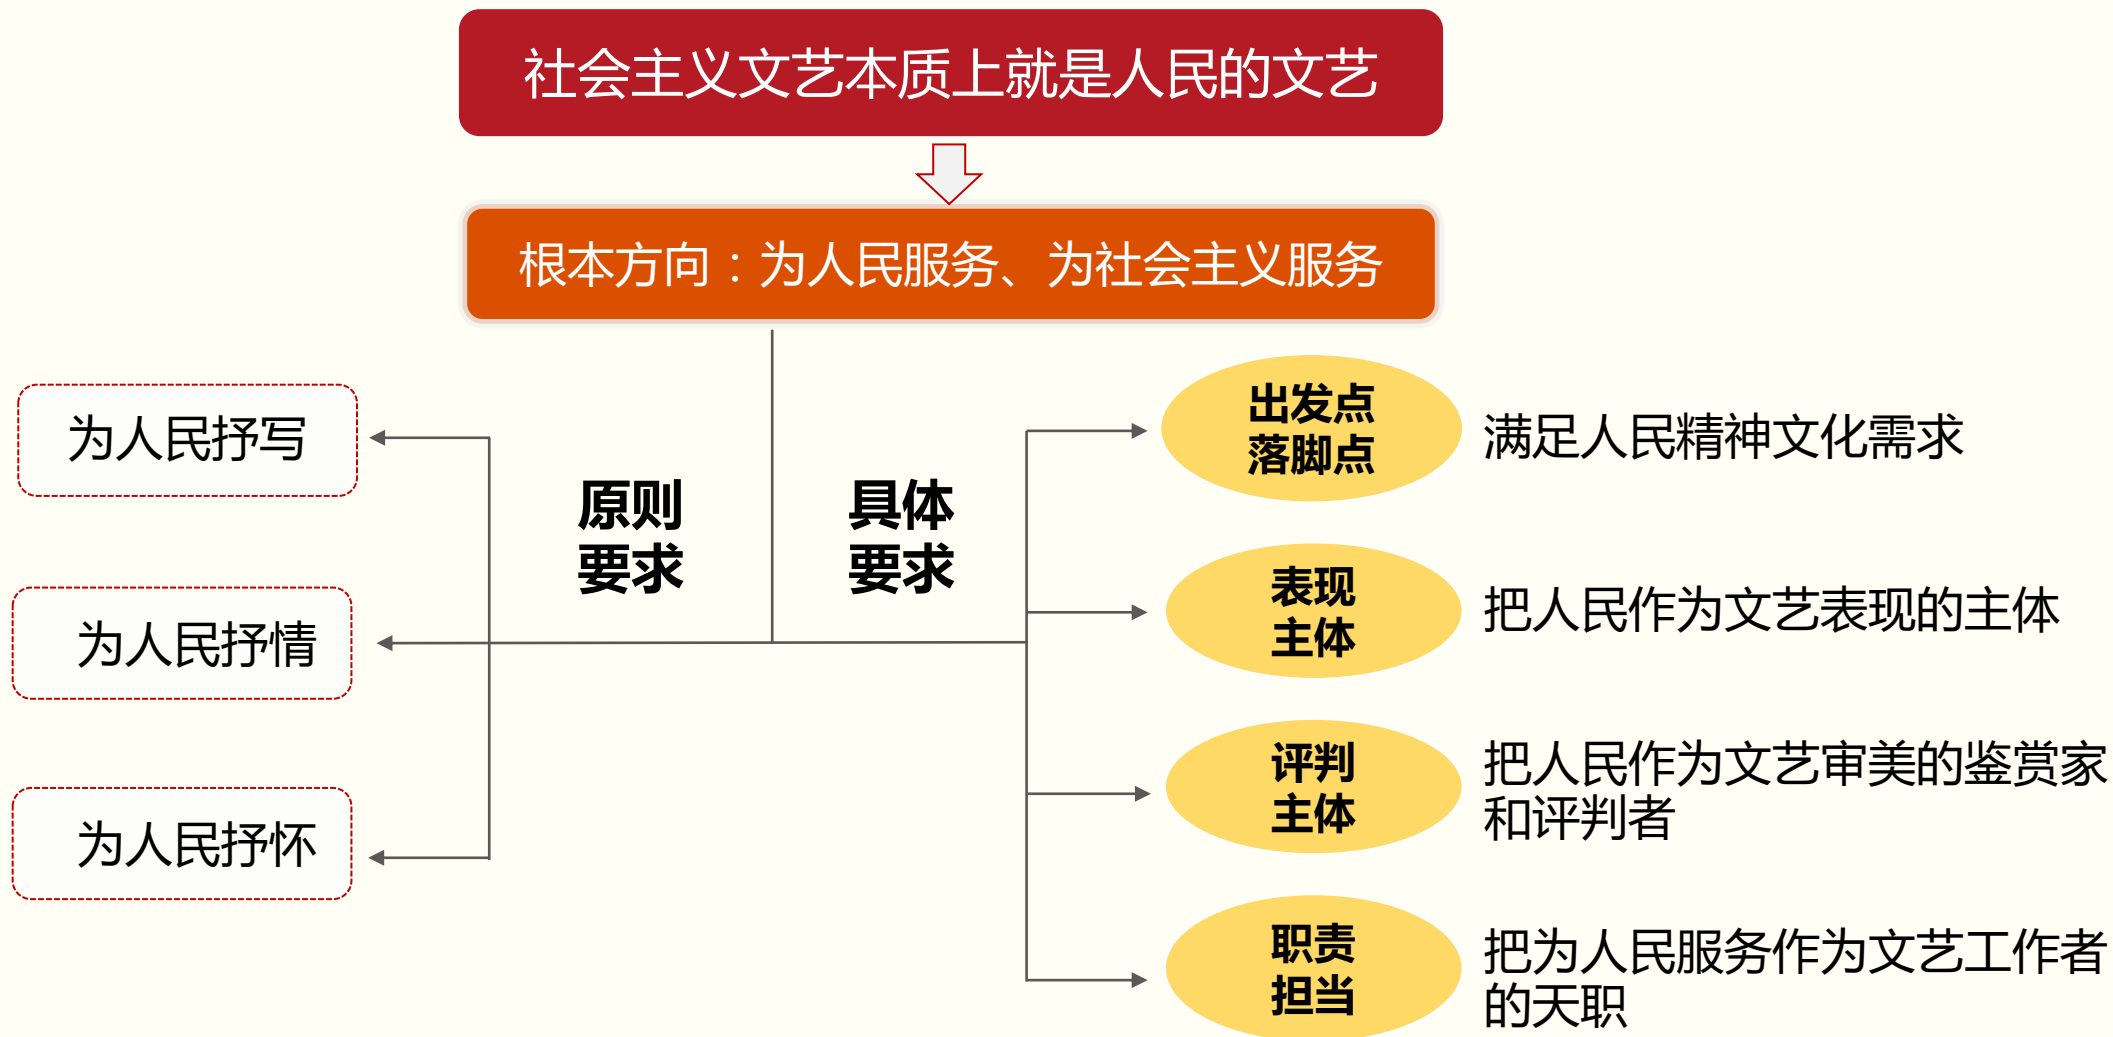 社会主义文艺本质上就是人民的文艺
根本方向：为人民服务、为社会主义服务
为人民抒写
为人民抒情
为人民抒怀
原则
要求
具体
要求
出发点
落脚点
满足人民精神文化需求
表现
主体
把人民作为文艺表现的主体
评判
主体
把人民作为文艺审美的鉴赏家
和评判者
职责
担当
把为人民服务作为文艺工作者
的天职